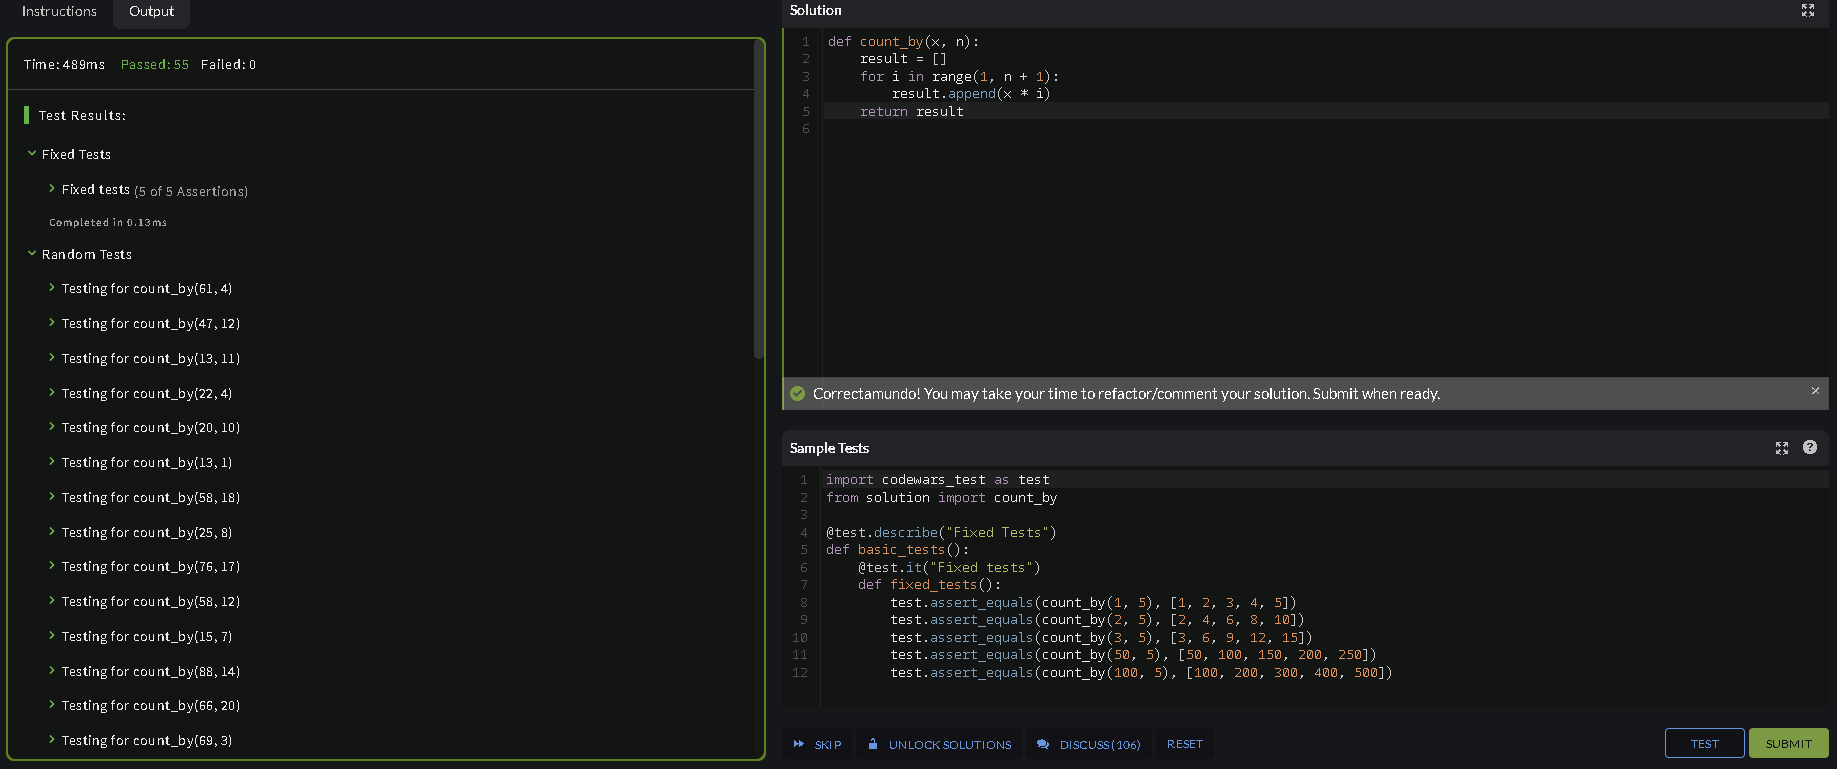 Instructions Output
Time: 489ms Passed: 55 Failed: 0
Test Results:
Fixed Tests
Fixed tests (5 of 5 Assertions)
Completed in 0.13ms
Random Tests
Testing for count_by(61, 4)
Testing for count_by(47, 12)
Testing for count_by(13, 11)
Testing for count_by(22, 4)
Testing for count_by(20, 10)
Testing for count_by(13, 1)
Testing for count_by(58, 18)
Testing for count_by(25, 8)
Testing for count_by(76, 17)
Testing for count_by(58, 12)
Testing for count_by(15, 7)
Testing for count_by(88, 14)
Testing for count_by(66, 20)
Testing for count_by(69, 3)
Solution
1 def count_by(x, n):
2     result = []
3     for i in range(1, n + 1):
4         result.append(x * i)
5     return result
6
Correctamundo! You may take your time to refactor/comment your solution. Submit when ready.
Sample Tests
1 import codewars_test as test
2 from solution import count_by
3
4 @test.describe("Fixed Tests")
5 def basic_tests():
6     @test.it("Fixed tests")
7     def fixed_tests():
8         test.assert_equals(count_by(1, 5), [1, 2, 3, 4, 5])
9         test.assert_equals(count_by(2, 5), [2, 4, 6, 8, 10])
10         test.assert_equals(count_by(3, 5), [3, 6, 9, 12, 15])
11         test.assert_equals(count_by(50, 5), [50, 100, 150, 200, 250])
12         test.assert_equals(count_by(100, 5), [100, 200, 300, 400, 500])
SKIP UNLOCK SOLUTIONS DISCUSS (106) RESET TEST SUBMIT